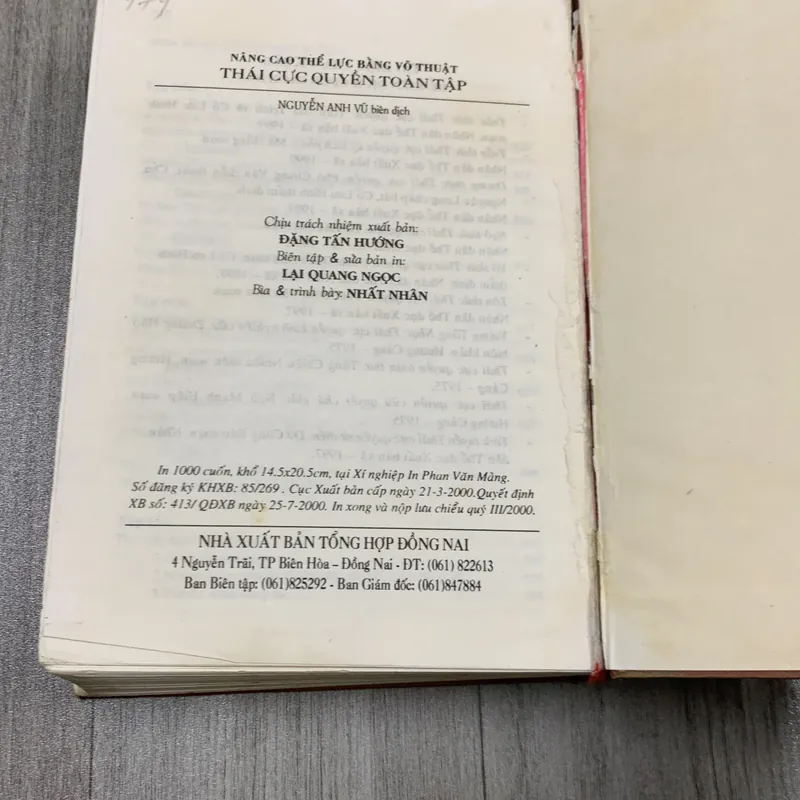 NÂNG CAO THỂ LỰC BẰNG VÕ THUẬT
THÁI CỰC QUYỀN TOÀN TẬP
NGUYỄN ANH VŨ biên dịch
Chịu trách nhiệm xuất bản:
ĐẶNG TẤN HƯỚNG
Biên tập & sửa bản in:
LẠI QUANG NGỌC
Bìa & trình bày: NHẤT NHÂN
In 1000 cuốn, khổ 14.5x20.5cm, tại Xí nghiệp In Phan Văn Mảng.
Số đăng ký KHXB: 85/269 . Cục Xuất bản cấp ngày 21-3-2000.Quyết định
XB số: 413/ QĐXB ngày 25-7-2000. In xong và nộp lưu chiểu quý III/2000.
NHÀ XUẤT BẢN TỔNG HỢP ĐỒNG NAI
4 Nguyễn Trãi, TP Biên Hòa – Đồng Nai - ĐT: (061) 822613
Ban Biên tập: (061)825292 - Ban Giám đốc: (061)847884